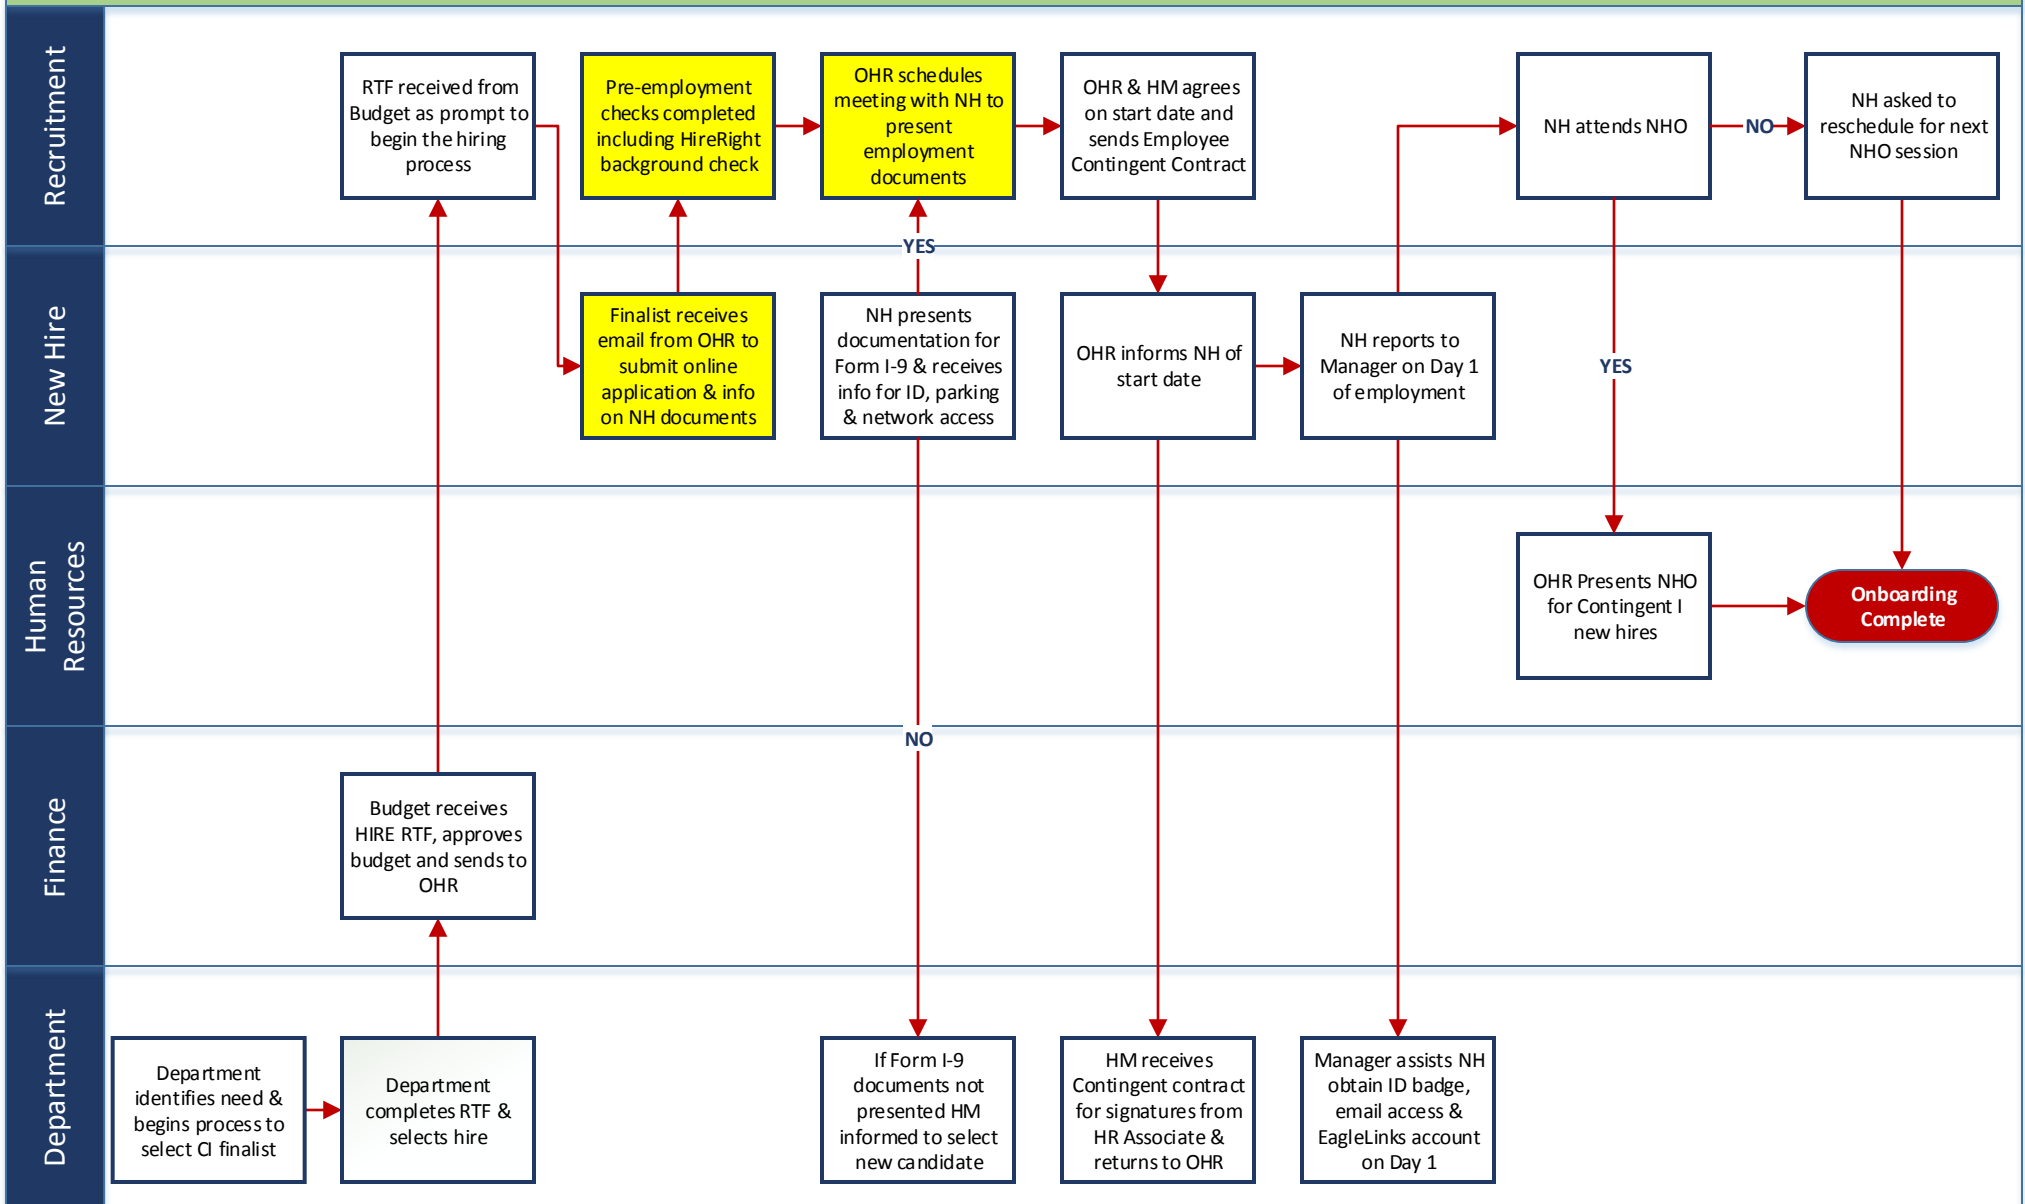 Recruitment
RTF received from
Budget as prompt to
begin the hiring
process
Pre-employment
checks completed
including HireRight
background check
OHR schedules
meeting with NH to
present
employment
documents
OHR & HM agrees
on start date and
sends Employee
Contingent Contract
NH attends NHO
NO
NH asked to
reschedule for next
NHO session
YES
New Hire
Finalist receives
email from OHR to
submit online
application & info
on NH documents
NH presents
documentation for
Form I-9 & receives
info for ID, parking
& network access
OHR informs NH of
start date
NH reports to
Manager on Day 1
of employment
YES
Human
Resources
OHR Presents NHO
for Contingent I
new hires
Onboarding
Complete
NO
Finance
Budget receives
HIRE RTF, approves
budget and sends to
OHR
Department
Department
identifies need &
begins process to
select CI finalist
Department
completes RTF &
selects hire
If Form I-9
documents not
presented HM
informed to select
new candidate
HM receives
Contingent contract
for signatures from
HR Associate &
returns to OHR
Manager assists NH
obtain ID badge,
email access &
EagleLinks account
on Day 1